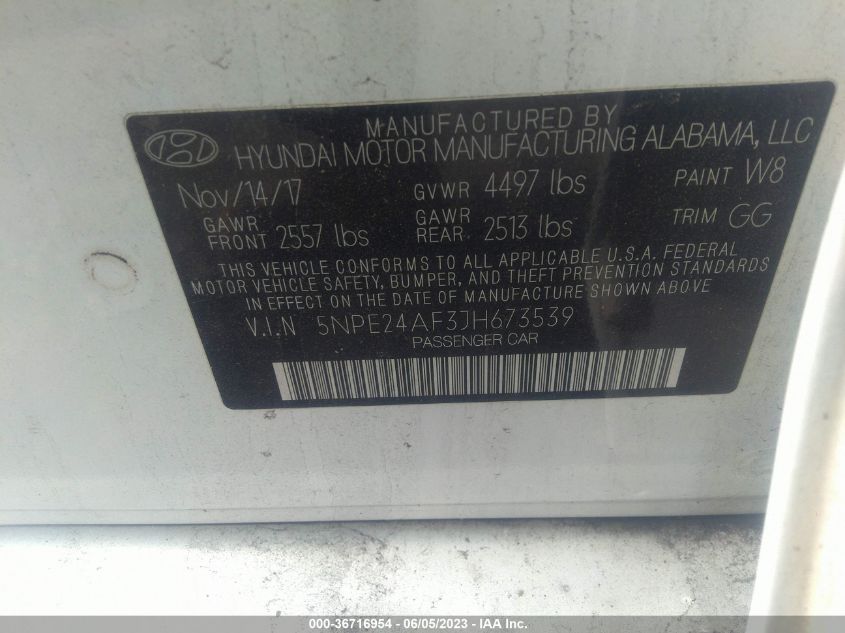 MANUFACTURED BY
HYUNDAI MOTOR MANUFACTURING ALABAMA, LLC
Nov/14/17 GVWR 4497 lbs PAINT W8
GAWR FRONT 2557 lbs GAWR REAR 2513 lbs TRIM GG
THIS VEHICLE CONFORMS TO ALL APPLICABLE U.S.A. FEDERAL
MOTOR VEHICLE SAFETY, BUMPER, AND THEFT PREVENTION STANDARDS
IN EFFECT ON THE DATE OF MANUFACTURE SHOWN ABOVE
V.I.N 5NPE24AF3JH673539
PASSENGER CAR
000-36716954 - 06/05/2023 - IAAI.COM